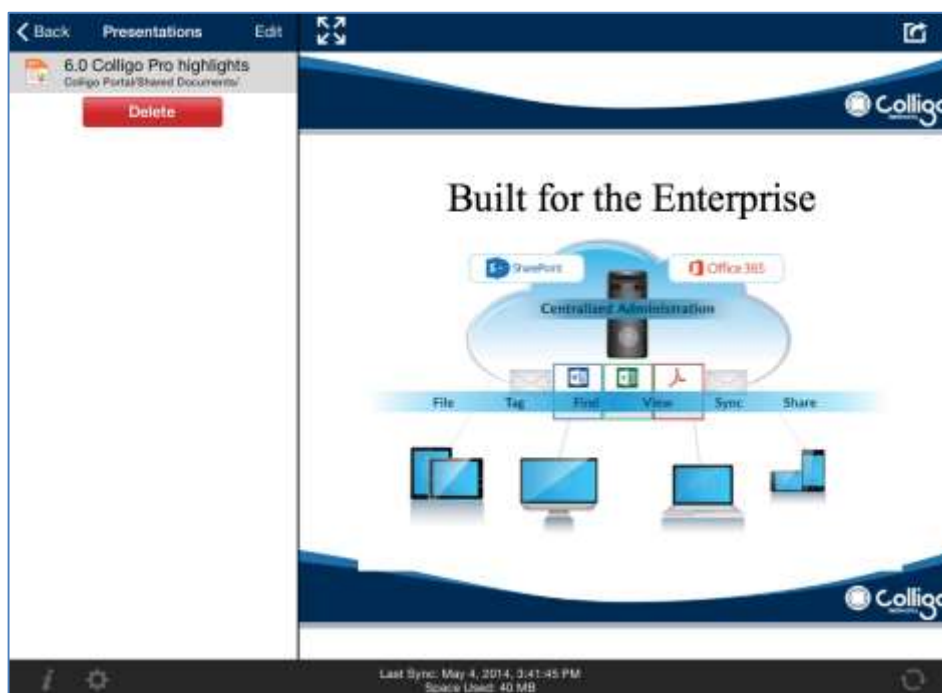 Back Presentations Edit
6.0 Colligo Pro highlights
Colligo Portal/Shared Documents/
Delete
Colligo
Built for the Enterprise
SharePoint
Office 365
Centralized Administration
File Tag Find View Sync Share
Colligo
Last Sync: May 4, 2014, 3:41:45 PM
Space Used: 40 MB